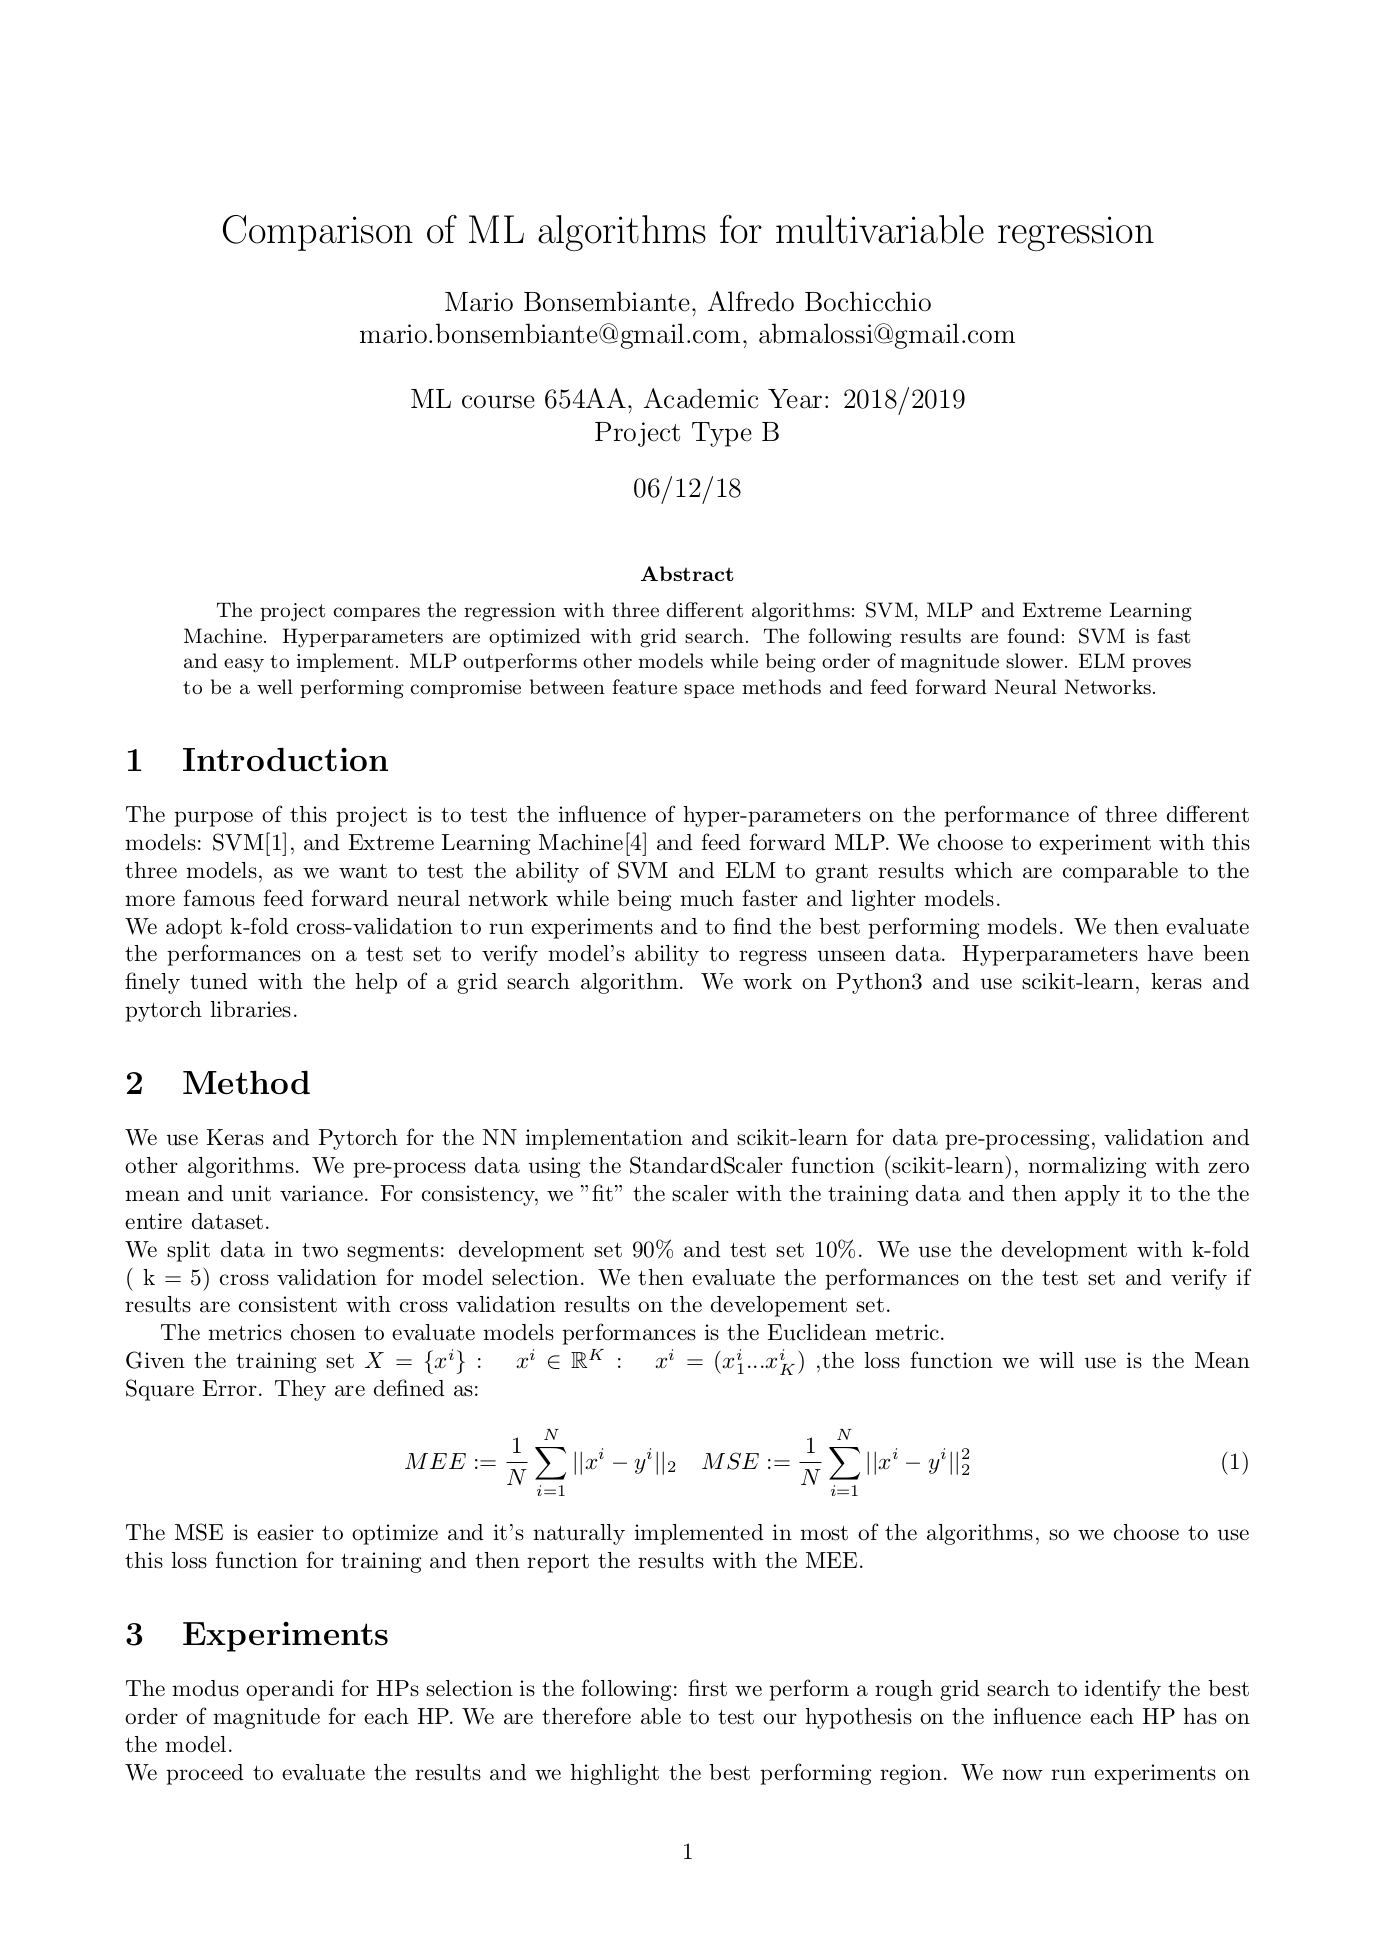 Comparison of ML algorithms for multivariable regression
Mario Bonsembiante, Alfredo Bochicchio
mario.bonsembiante@gmail.com, abmalossi@gmail.com
ML course 654AA, Academic Year: 2018/2019
Project Type B
06/12/18
Abstract
The project compares the regression with three different algorithms: SVM, MLP and Extreme Learning
Machine. Hyperparameters are optimized with grid search. The following results are found: SVM is fast
and easy to implement. MLP outperforms other models while being order of magnitude slower. ELM proves
to be a well performing compromise between feature space methods and feed forward Neural Networks.
1 Introduction
The purpose of this project is to test the influence of hyper-parameters on the performance of three different
models: SVM[1], and Extreme Learning Machine[4] and feed forward MLP. We choose to experiment with this
three models, as we want to test the ability of SVM and ELM to grant results which are comparable to the
more famous feed forward neural network while being much faster and lighter models.
We adopt k-fold cross-validation to run experiments and to find the best performing models. We then evaluate
the performances on a test set to verify model's ability to regress unseen data. Hyperparameters have been
finely tuned with the help of a grid search algorithm. We work on Python3 and use scikit-learn, keras and
pytorch libraries.
2 Method
We use Keras and Pytorch for the NN implementation and scikit-learn for data pre-processing, validation and
other algorithms. We pre-process data using the StandardScaler function (scikit-learn), normalizing with zero
mean and unit variance. For consistency, we ”fit” the scaler with the training data and then apply it to the the
entire dataset.
We split data in two segments: development set 90% and test set 10%. We use the development with k-fold
( k = 5) cross validation for model selection. We then evaluate the performances on the test set and verify if
results are consistent with cross validation results on the developement set.
The metrics chosen to evaluate models performances is the Euclidean metric.
Given the training set X = {x^i} : x^i ∈ ℝ^K : x^i = (x_1^i...x_K^i) ,the loss function we will use is the Mean
Square Error. They are defined as:
MEE := \frac{1}{N} \sum_{i=1}^{N} ||x^i − y^i||_2 MSE := \frac{1}{N} \sum_{i=1}^{N} ||x^i − y^i||_2^2 (1)
The MSE is easier to optimize and it's naturally implemented in most of the algorithms, so we choose to use
this loss function for training and then report the results with the MEE.
3 Experiments
The modus operandi for HPs selection is the following: first we perform a rough grid search to identify the best
order of magnitude for each HP. We are therefore able to test our hypothesis on the influence each HP has on
the model.
We proceed to evaluate the results and we highlight the best performing region. We now run experiments on
1